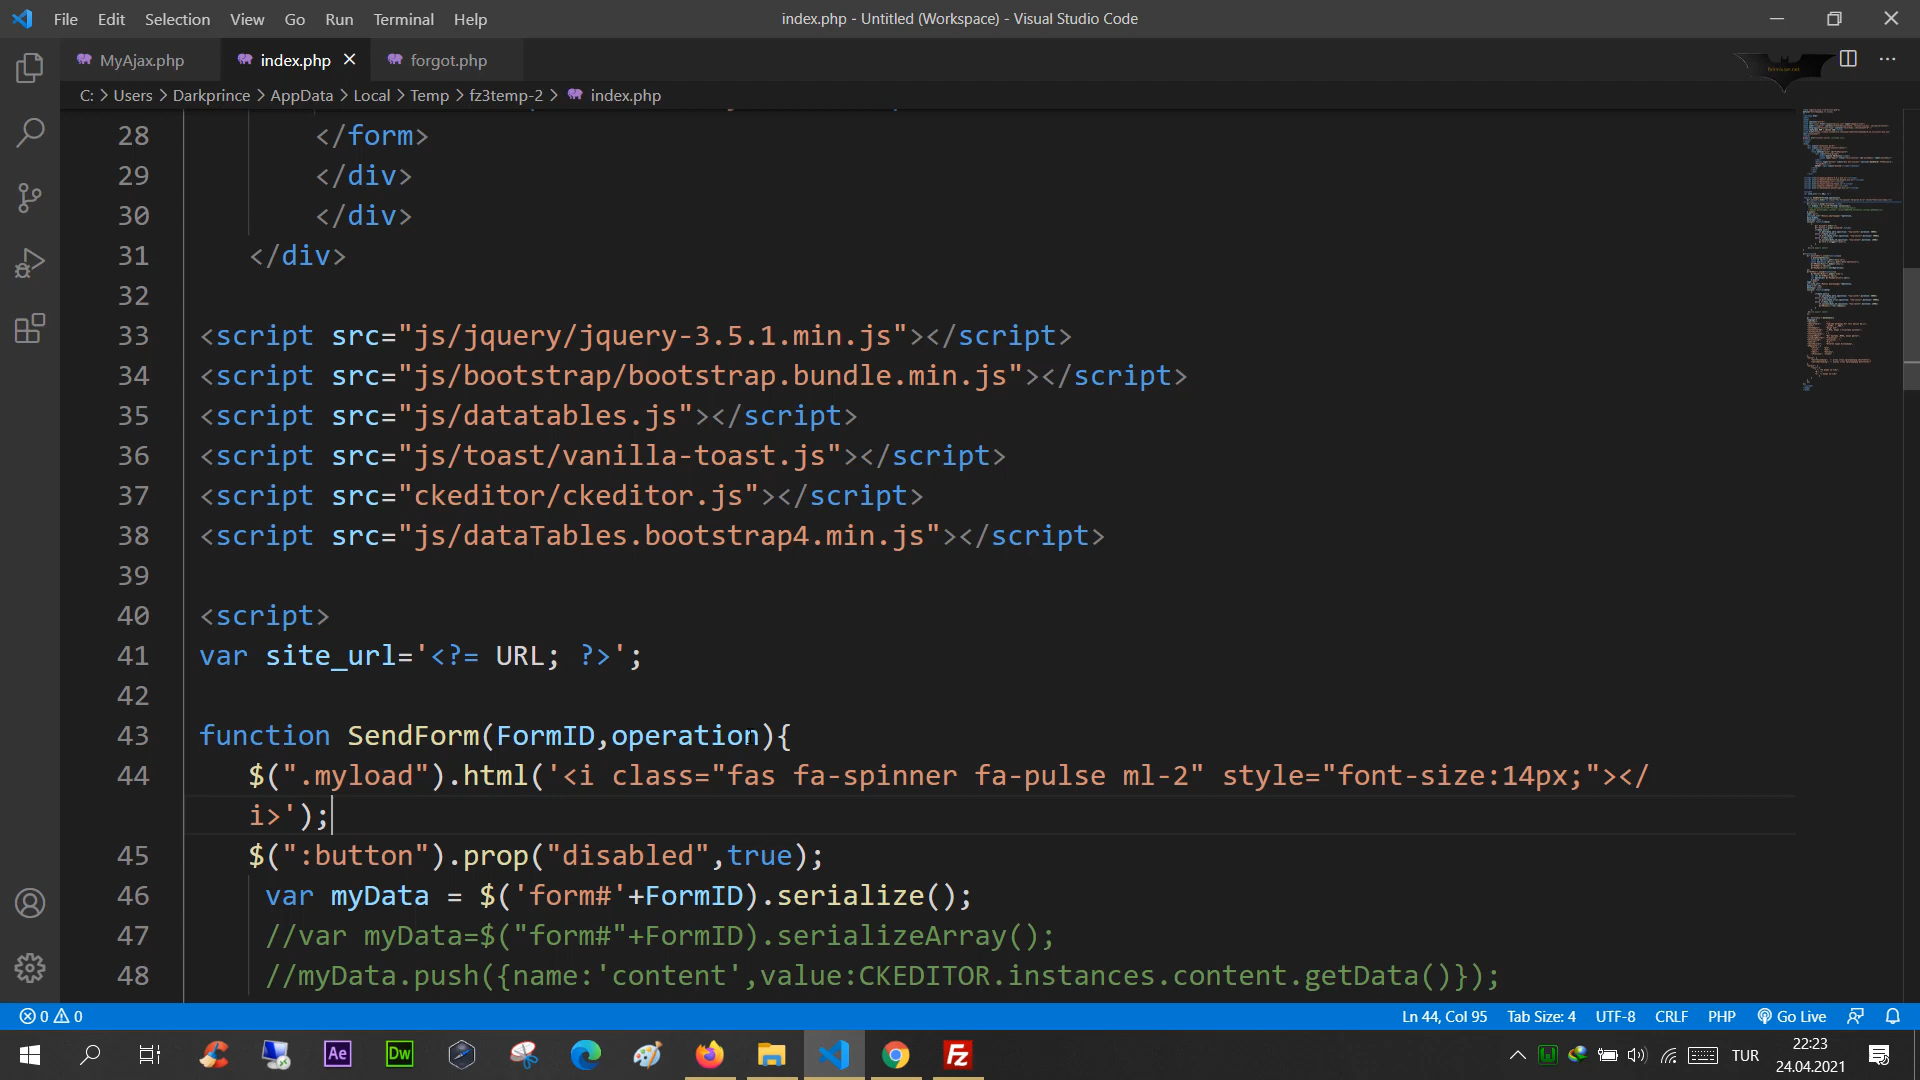 File Edit Selection View Go Run Terminal Help
index.php - Untitled (Workspace) - Visual Studio Code
MyAjax.php index.php forgot.php
C: > Users > Darkprince > AppData > Local > Temp > fz3temp-2 > index.php
28 </form>
29 </div>
30 </div>
31 </div>
32
33 <script src="js/jquery/jquery-3.5.1.min.js"></script>
34 <script src="js/bootstrap/bootstrap.bundle.min.js"></script>
35 <script src="js/datatables.js"></script>
36 <script src="js/toast/vanilla-toast.js"></script>
37 <script src="ckeditor/ckeditor.js"></script>
38 <script src="js/dataTables.bootstrap4.min.js"></script>
39
40 <script>
41 var site_url='<?= URL; ?>';
42
43 function SendForm(FormID,operation){
44 $(".myload").html('<i class="fas fa-spinner fa-pulse ml-2" style="font-size:14px;"></
i>');
45 $(":button").prop("disabled",true);
46 var myData = $('form#'+FormID).serialize();
47 //var myData=$("form#"+FormID).serializeArray();
48 //myData.push({name:'content',value:CKEDITOR.instances.content.getData()});
0 0 Ln 44, Col 95 Tab Size: 4 UTF-8 CRLF PHP Go Live
Ae Dw Fz TUR 22:23
24.04.2021